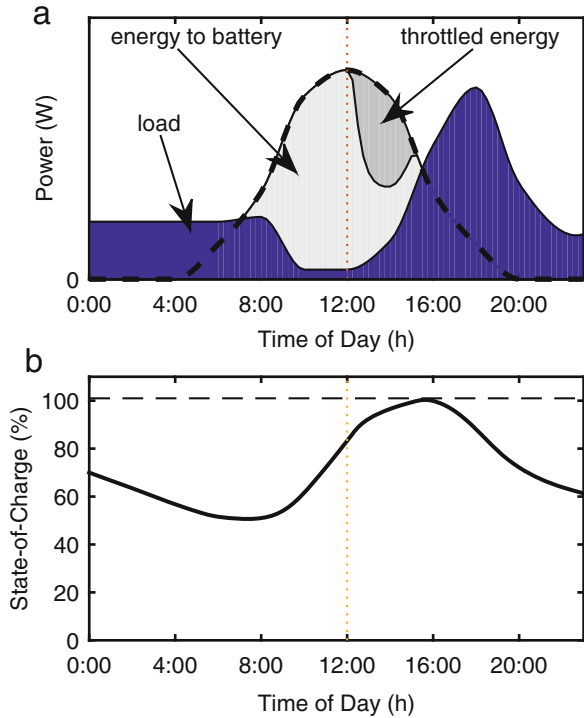 a
energy to battery
throttled energy
load
Power (W)
0
0:00 4:00 8:00 12:00 16:00 20:00
Time of Day (h)
b
State-of-Charge (%)
100
80
60
40
20
0
0:00 4:00 8:00 12:00 16:00 20:00
Time of Day (h)